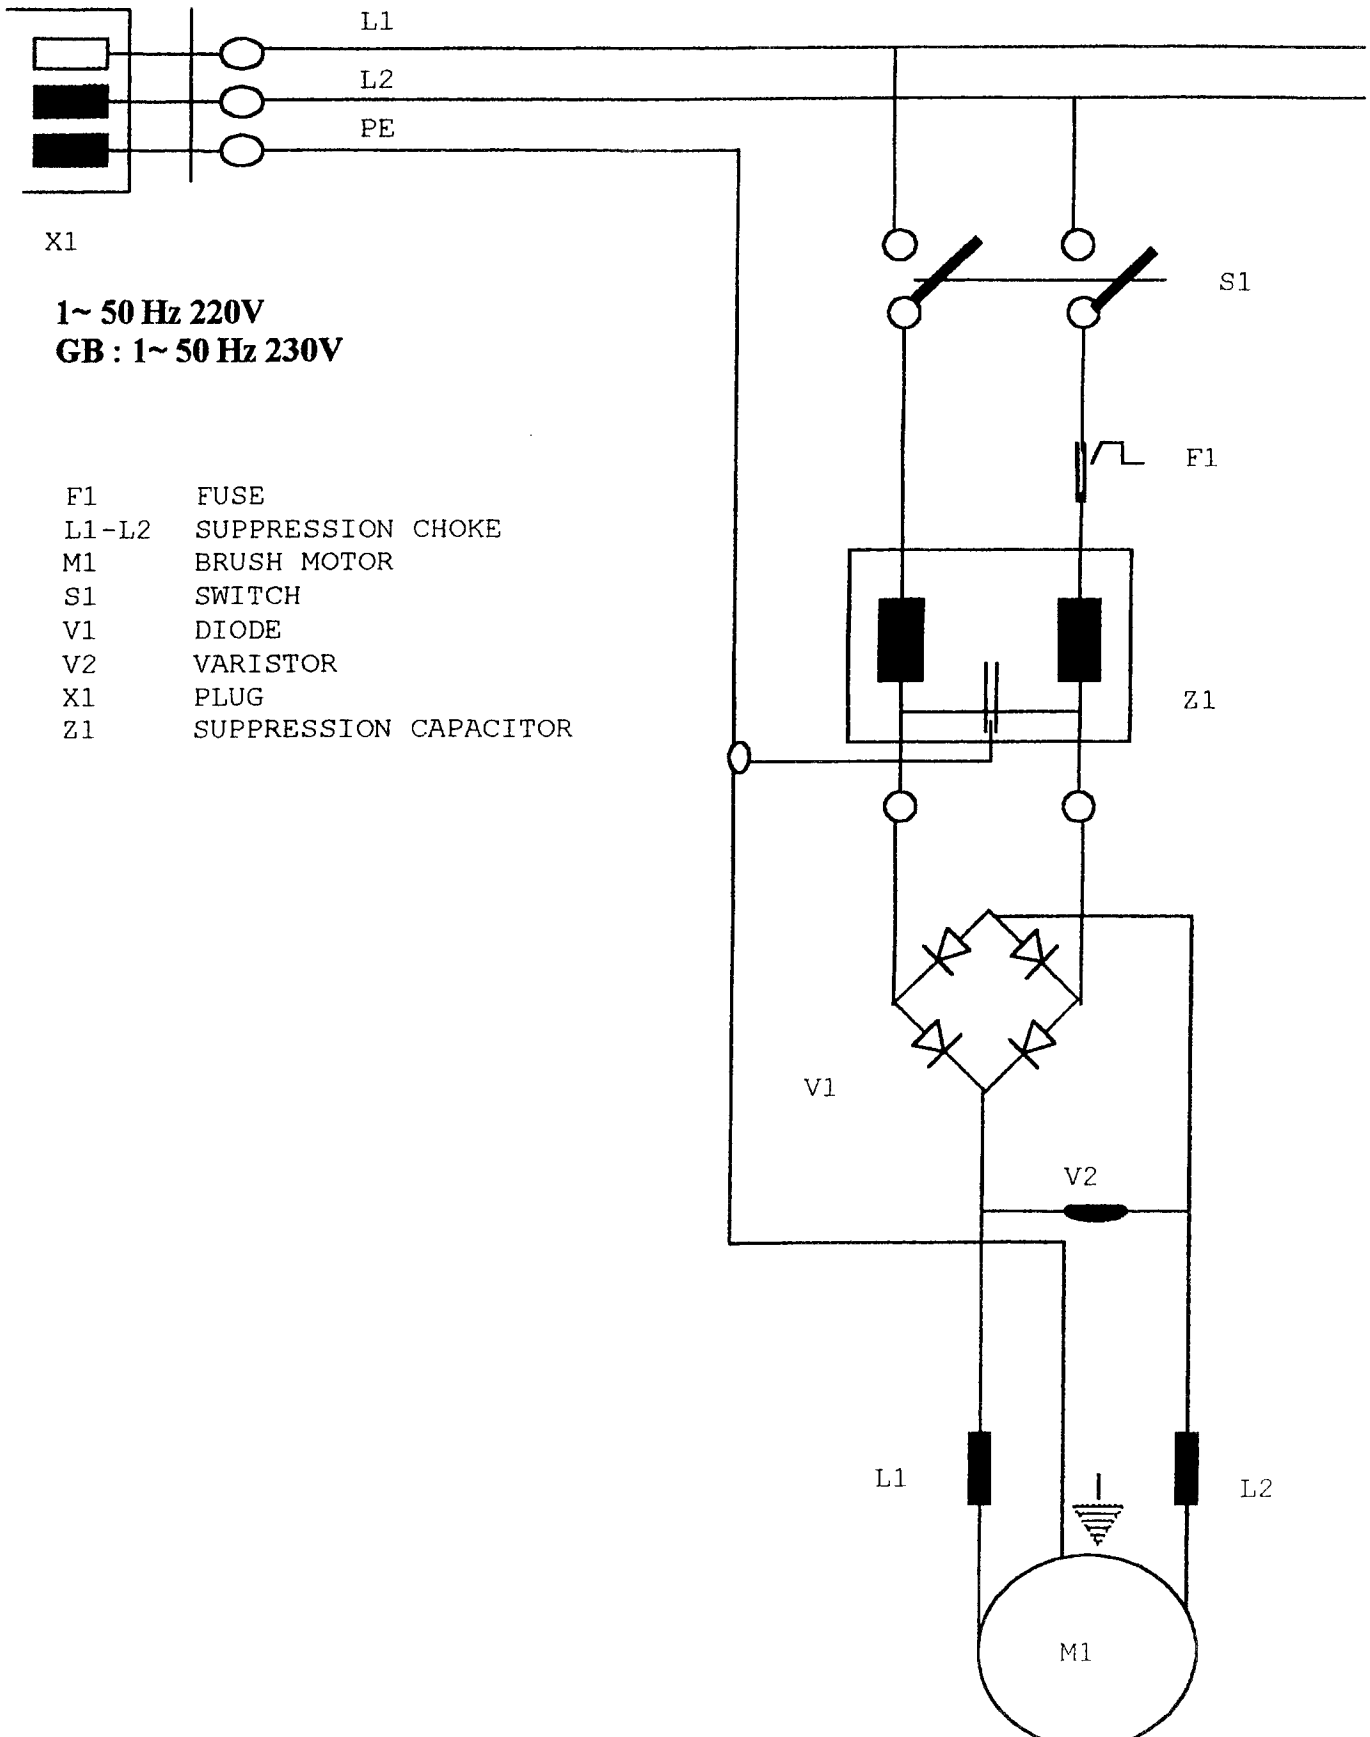 L1
L2
PE
X1
1~ 50 Hz 220V
GB : 1~ 50 Hz 230V
S1
F1
F1 FUSE
L1-L2 SUPPRESSION CHOKE
M1 BRUSH MOTOR
S1 SWITCH
V1 DIODE
V2 VARISTOR
X1 PLUG
Z1 SUPPRESSION CAPACITOR
Z1
V1
V2
L1
L2
M1